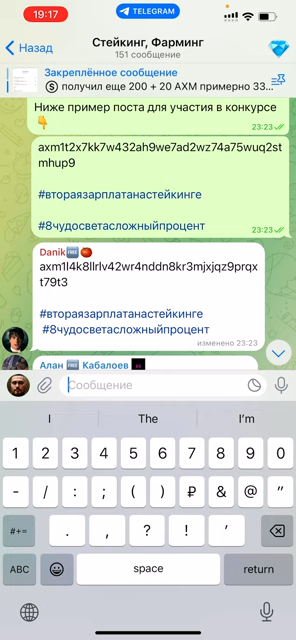 19:17
TELEGRAM
Назад
Стейкинг, Фарминг
151 сообщение
Закреплённое сообщение
получил еще 200 + 20 AXM примерно 33...
Ниже пример поста для участия в конкурсе
👇
23:23
axm1t2x7kk7w432ah9we7ad2wz74a75wuq2st
mhup9
#втораязарплатанастейкинге
#8чудосветасложныйпроцент
23:23
Danik🆓🍅
axm1l4k8llrlv42wr4nddn8kr3mjxjqz9prqx
t79t3
#втораязарплатанастейкинге
#8чудосветасложныйпроцент
изменено 23:23
Алан 🆓 Кабалоев
Сообщение
I The I'm
1 2 3 4 5 6 7 8 9 0
- / : ; ( ) ₽ & @ "
#+= . , ? ! '
ABC space return